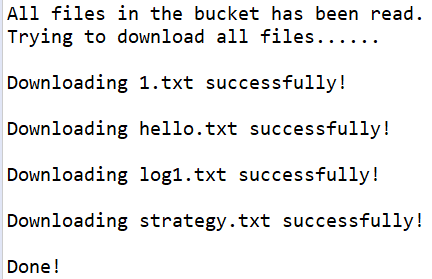 All files in the bucket has been read.
Trying to download all files......
Downloading 1.txt successfully!
Downloading hello.txt successfully!
Downloading log1.txt successfully!
Downloading strategy.txt successfully!
Done!